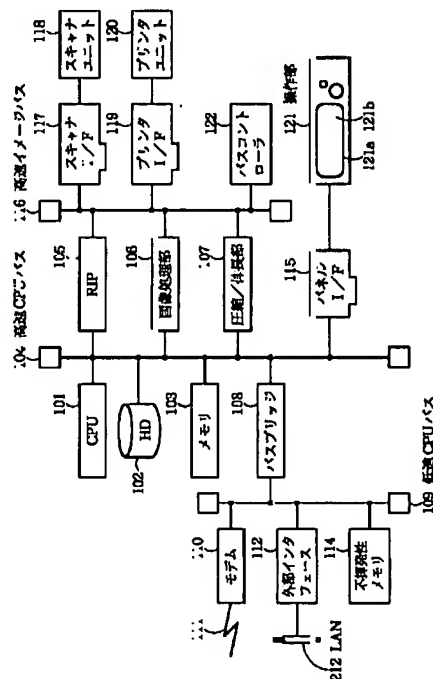 104 高速CPUバス
116 高速イメージバス
101
CPU
105
RIP
117
スキャナ
I/F
118
スキャナ
ユニット
102
HD
106
画像処理部
119
プリンタ
I/F
120
プリンタ
ユニット
103
メモリ
107
圧縮/伸長部
122
バスコント
ローラ
108
バスブリッジ
110
モデム
111
112
外部インタ
フェース
212 LAN
114
不揮発性
メモリ
109 低速CPUバス
115
パネル
I/F
121 操作部
121a
121b